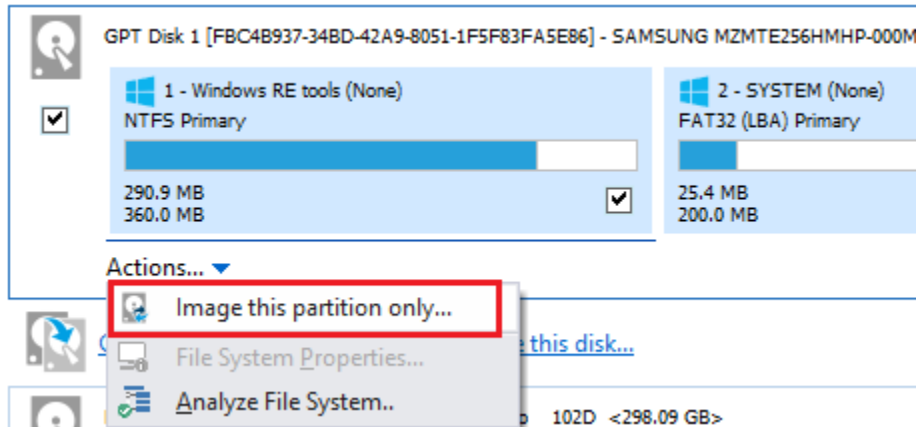 GPT Disk 1 [FBC4B937-34BD-42A9-8051-1F5F83FA5E86] - SAMSUNG MZMTE256HMHP-000M
1 - Windows RE tools (None)
NTFS Primary
290.9 MB
360.0 MB
2 - SYSTEM (None)
FAT32 (LBA) Primary
25.4 MB
200.0 MB
Actions...
Image this partition only...
this disk...
File System Properties...
Analyze File System..
102D <298.09 GB>